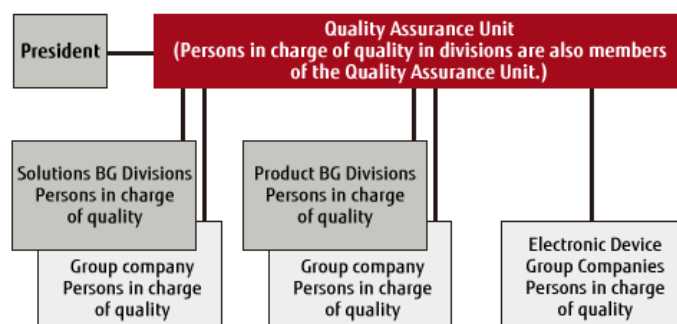 President
Quality Assurance Unit
(Persons in charge of quality in divisions are also members
of the Quality Assurance Unit.)
Solutions BG Divisions
Persons in charge
of quality
Group company
Persons in charge
of quality
Product BG Divisions
Persons in charge
of quality
Group company
Persons in charge
of quality
Electronic Device
Group Companies
Persons in charge
of quality